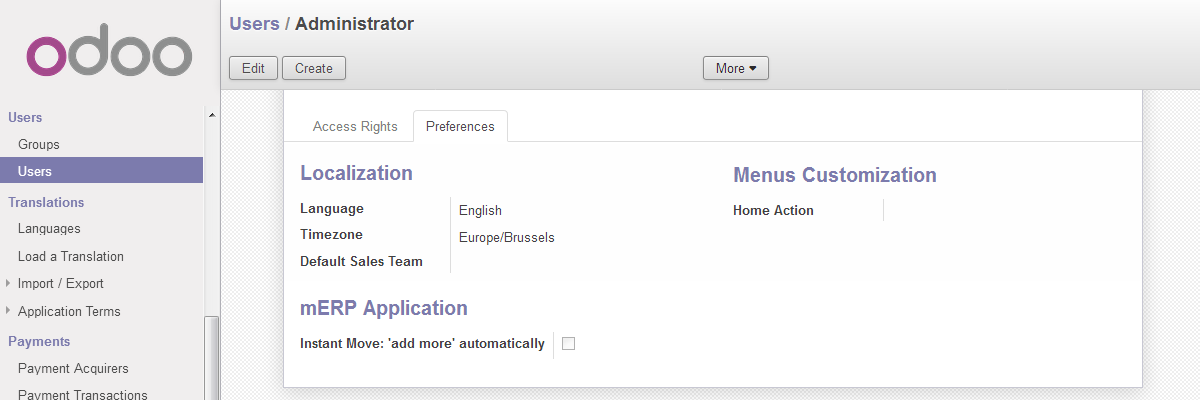 odoo
Users
Groups
Users
Translations
Languages
Load a Translation
Import / Export
Application Terms
Payments
Payment Acquirers
Payment Transactions
Users / Administrator
Edit Create More
Access Rights Preferences
Localization
Language English
Timezone Europe/Brussels
Default Sales Team
Menus Customization
Home Action
mERP Application
Instant Move: 'add more' automatically